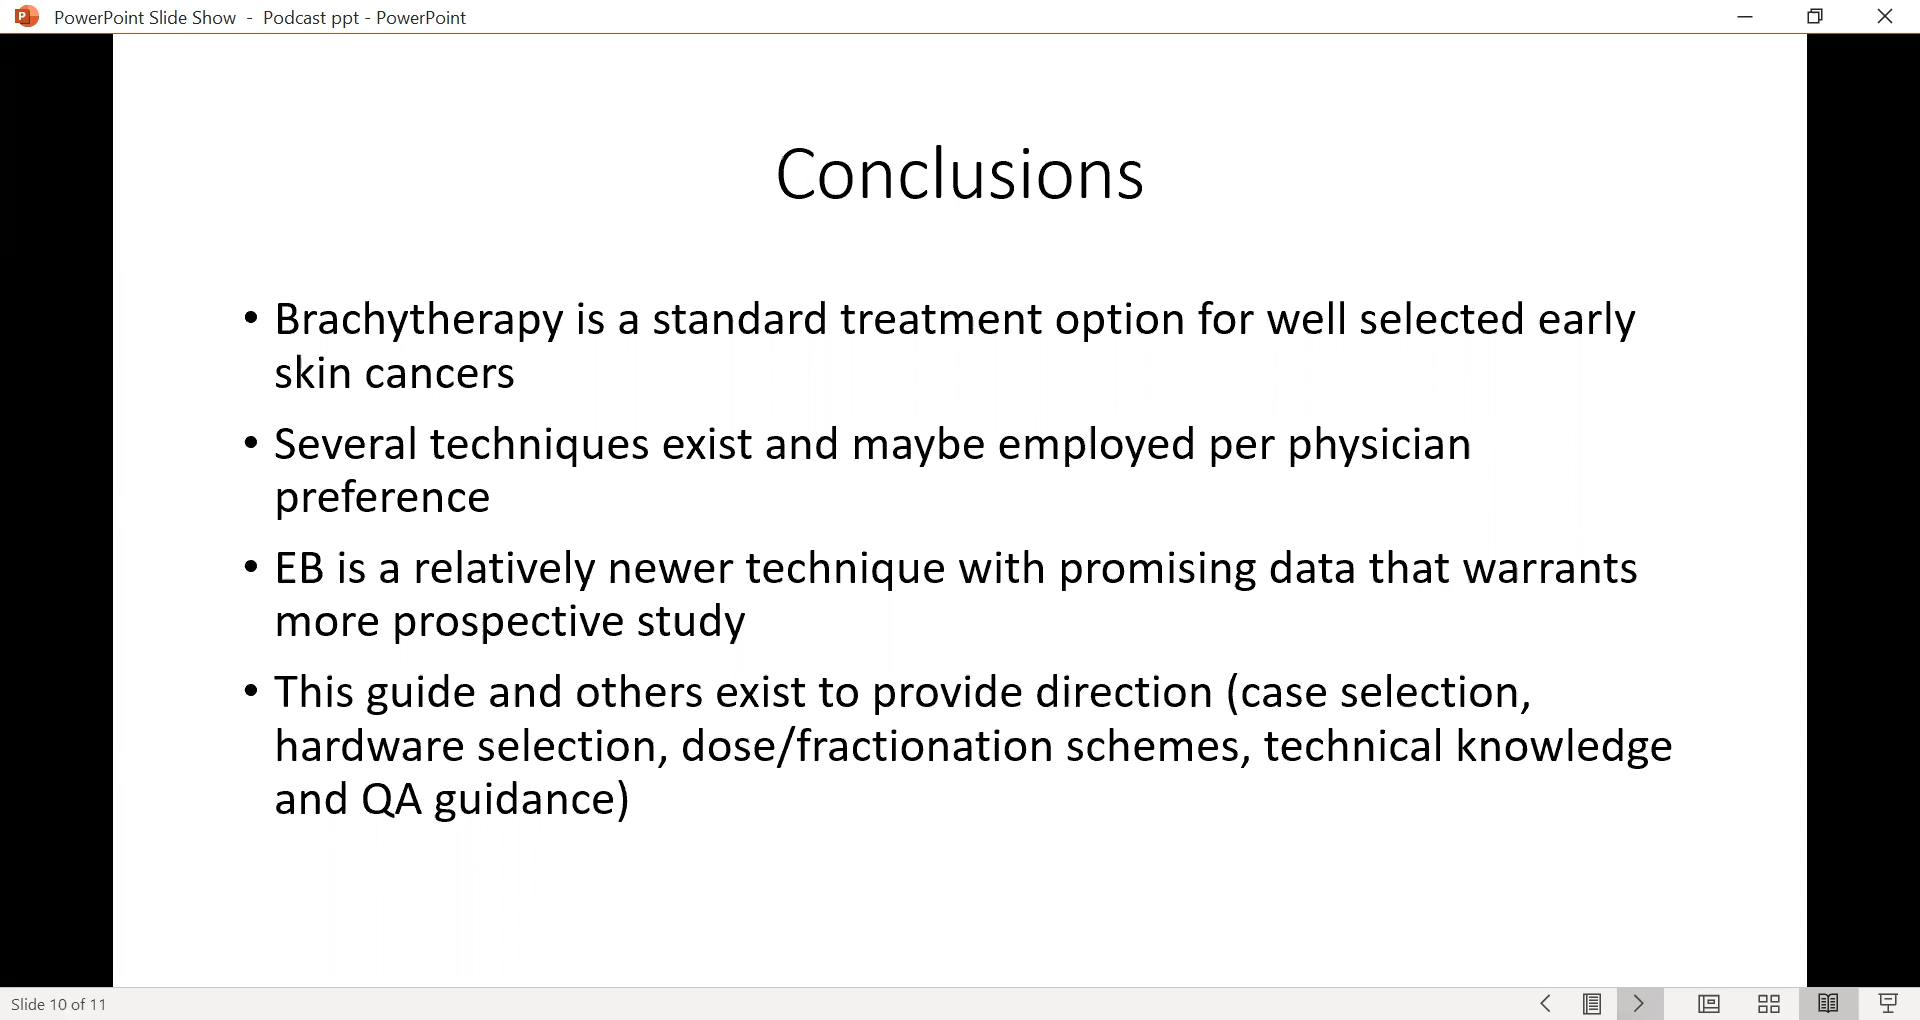 PowerPoint Slide Show - Podcast ppt - PowerPoint
Conclusions
• Brachytherapy is a standard treatment option for well selected early
skin cancers
• Several techniques exist and maybe employed per physician
preference
• EB is a relatively newer technique with promising data that warrants
more prospective study
• This guide and others exist to provide direction (case selection,
hardware selection, dose/fractionation schemes, technical knowledge
and QA guidance)
Slide 10 of 11